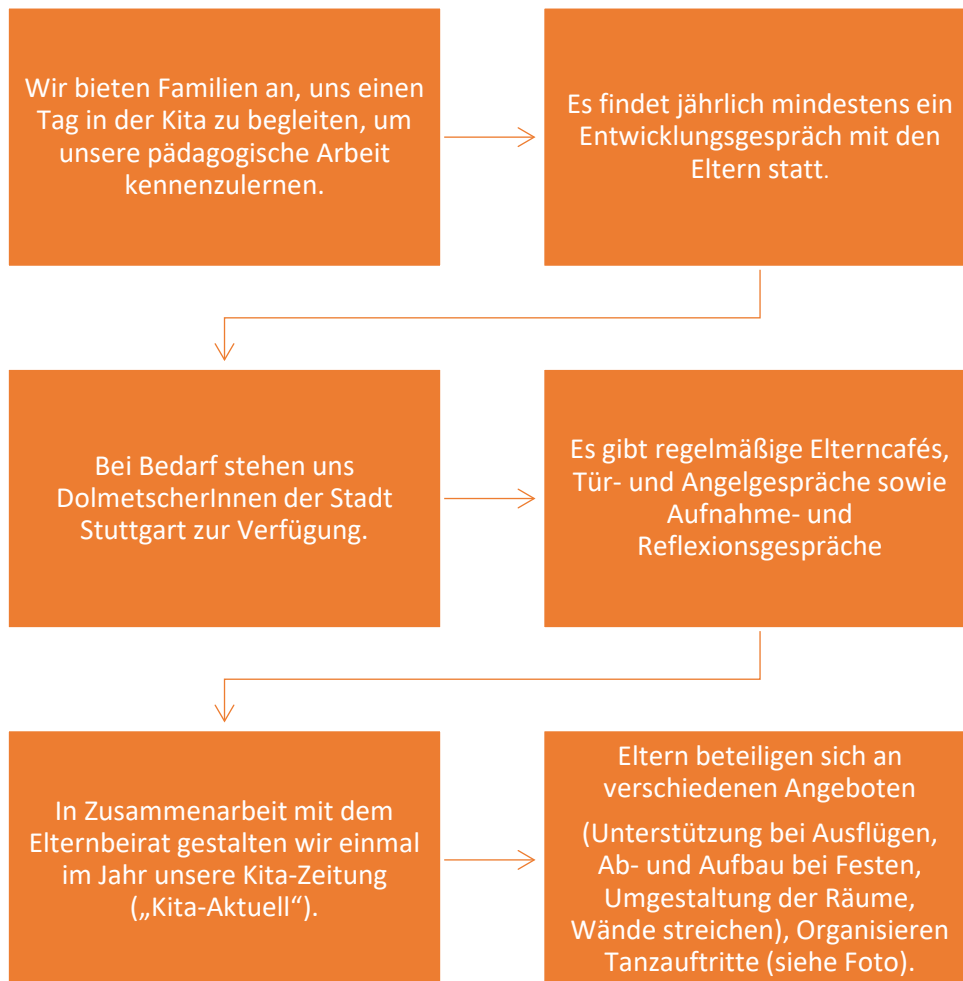 Wir bieten Familien an, uns einen
Tag in der Kita zu begleiten, um
unsere pädagogische Arbeit
kennenzulernen.
Es findet jährlich mindestens ein
Entwicklungsgespräch mit den
Eltern statt.
Bei Bedarf stehen uns
DolmetscherInnen der Stadt
Stuttgart zur Verfügung.
Es gibt regelmäßige Elterncafés,
Tür- und Angelgespräche sowie
Aufnahme- und
Reflexionsgespräche
In Zusammenarbeit mit dem
Elternbeirat gestalten wir einmal
im Jahr unsere Kita-Zeitung
(„Kita-Aktuell“).
Eltern beteiligen sich an
verschiedenen Angeboten
(Unterstützung bei Ausflügen,
Ab- und Aufbau bei Festen,
Umgestaltung der Räume,
Wände streichen), Organisieren
Tanzauftritte (siehe Foto).